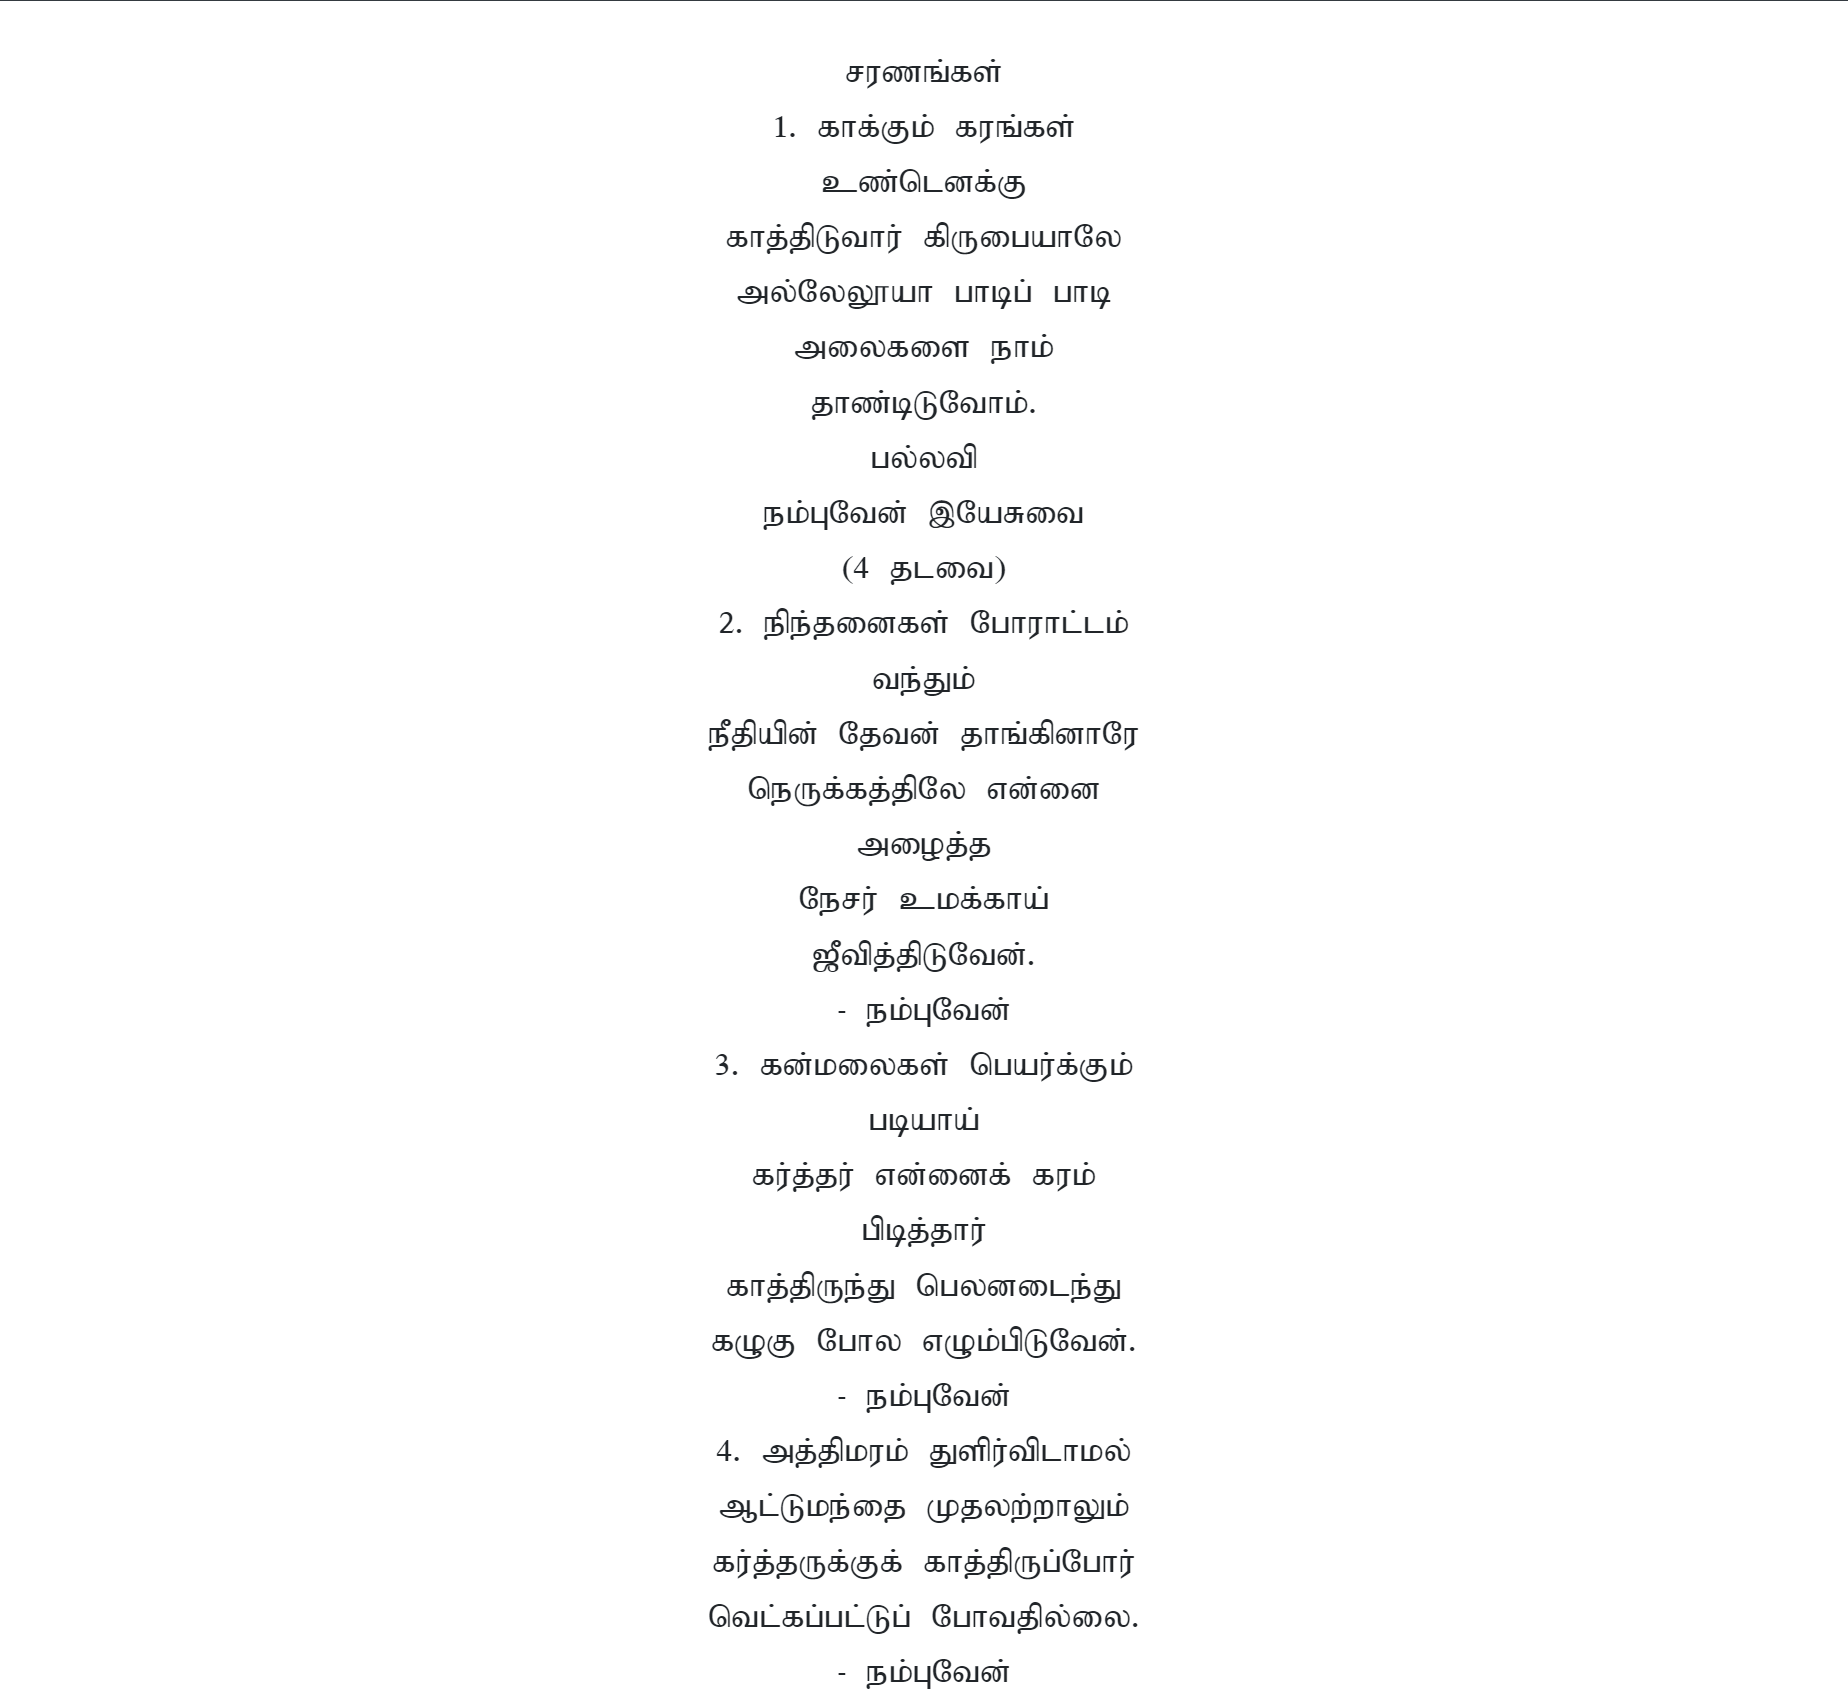 சரணங்கள்
1. காக்கும் கரங்கள்
உண்டெனக்கு
காத்திடுவார் கிருபையாலே
அல்லேலூயா பாடிப் பாடி
அலைகளை நாம்
தாண்டிடுவோம்.
பல்லவி
நம்புவேன் இயேசுவை
(4 தடவை)
2. நிந்தனைகள் போராட்டம்
வந்தும்
நீதியின் தேவன் தாங்கினாரே
நெருக்கத்திலே என்னை
அழைத்த
நேசர் உமக்காய்
ஜீவித்திடுவேன்.
- நம்புவேன்
3. கன்மலைகள் பெயர்க்கும்
படியாய்
கர்த்தர் என்னைக் கரம்
பிடித்தார்
காத்திருந்து பெலனடைந்து
கழுகு போல எழும்பிடுவேன்.
- நம்புவேன்
4. அத்திமரம் துளிர்விடாமல்
ஆட்டுமந்தை முதலற்றாலும்
கர்த்தருக்குக் காத்திருப்போர்
வெட்கப்பட்டுப் போவதில்லை.
- நம்புவேன்